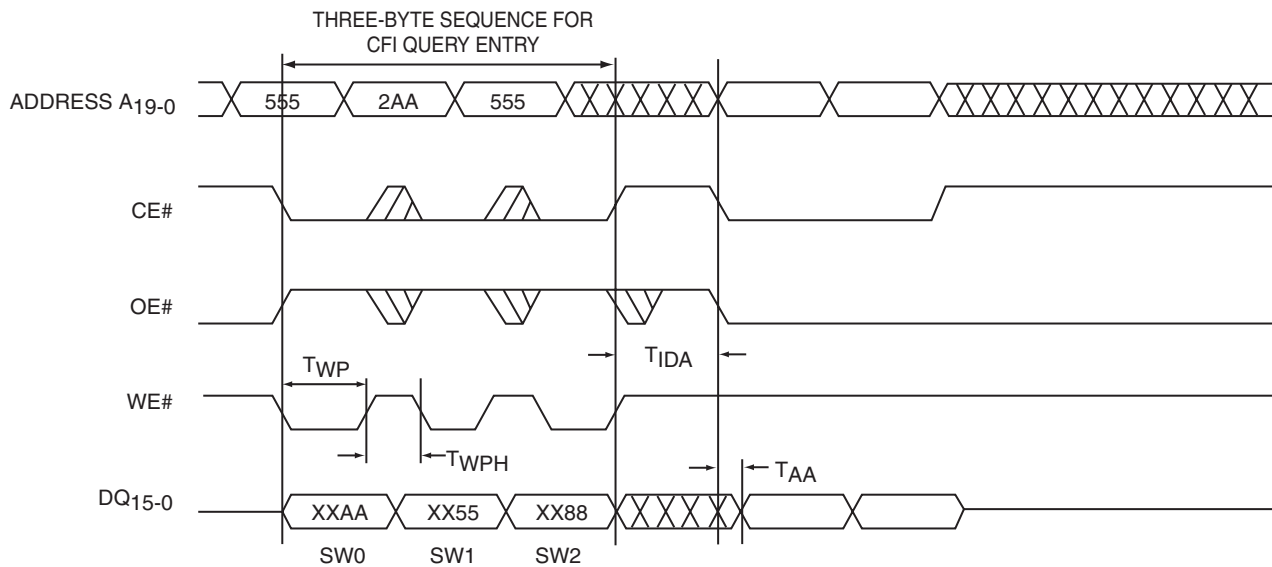 THREE-BYTE SEQUENCE FOR
CFI QUERY ENTRY
ADDRESS A19-0
555
2AA
555
CE#
OE#
TIDA
TWP
WE#
TWPH
TAA
DQ15-0
XXAA
XX55
XX88
SW0
SW1
SW2